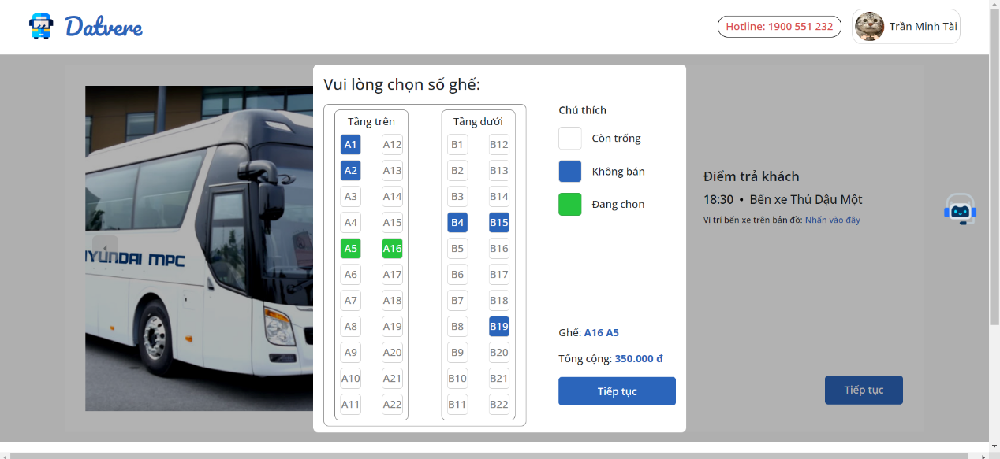 Datvere
Hotline: 1900 551 232
Trần Minh Tài
HYUNDAI MPC
Vui lòng chọn số ghế:
Tầng trên
A1 A12
A2 A13
A3 A14
A4 A15
A5 A16
A6 A17
A7 A18
A8 A19
A9 A20
A10 A21
A11 A22
Tầng dưới
B1 B12
B2 B13
B3 B14
B4 B15
B5 B16
B6 B17
B7 B18
B8 B19
B9 B20
B10 B21
B11 B22
Chú thích
Còn trống
Không bán
Đang chọn
Ghế: A16 A5
Tổng cộng: 350.000 đ
Tiếp tục
Điểm trả khách
18:30 • Bến xe Thủ Dậu Một
Vị trí bến xe trên bản đồ: Nhấn vào đây
Tiếp tục